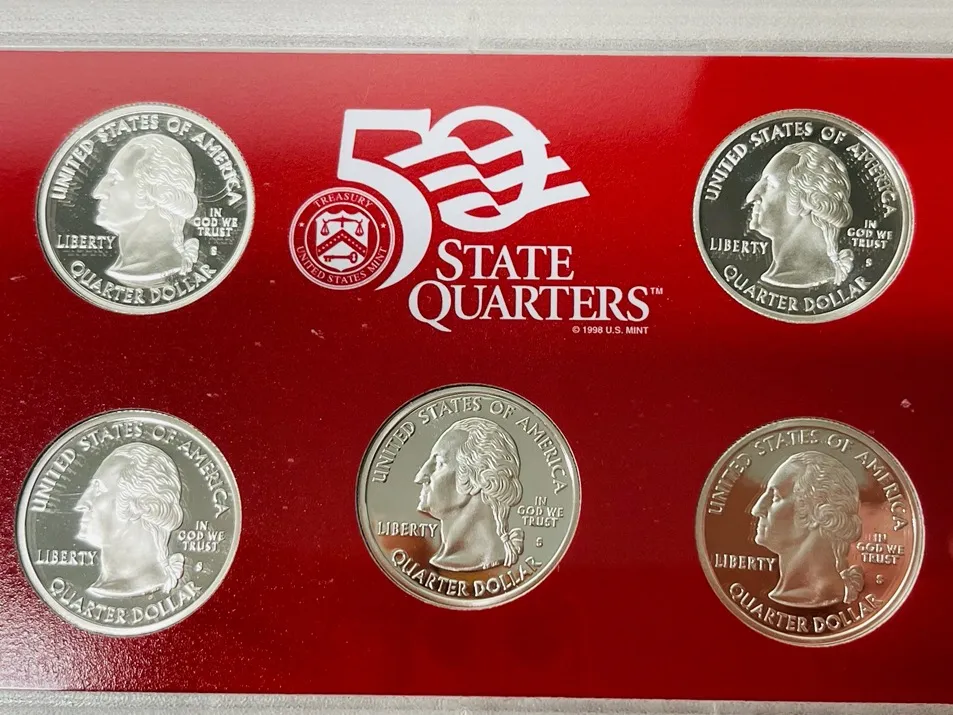 UNITED STATES OF AMERICA
LIBERTY
IN
GOD WE
TRUST
S
QUARTER DOLLAR
50
TREASURY
UNITED STATES MINT
STATE
QUARTERS™
© 1998 U.S. MINT
UNITED STATES OF AMERICA
LIBERTY
IN
GOD WE
TRUST
S
QUARTER DOLLAR
UNITED STATES OF AMERICA
LIBERTY
IN
GOD WE
TRUST
S
QUARTER DOLLAR
UNITED STATES OF AMERICA
LIBERTY
IN
GOD WE
TRUST
S
QUARTER DOLLAR
UNITED STATES OF AMERICA
LIBERTY
IN
GOD WE
TRUST
S
QUARTER DOLLAR